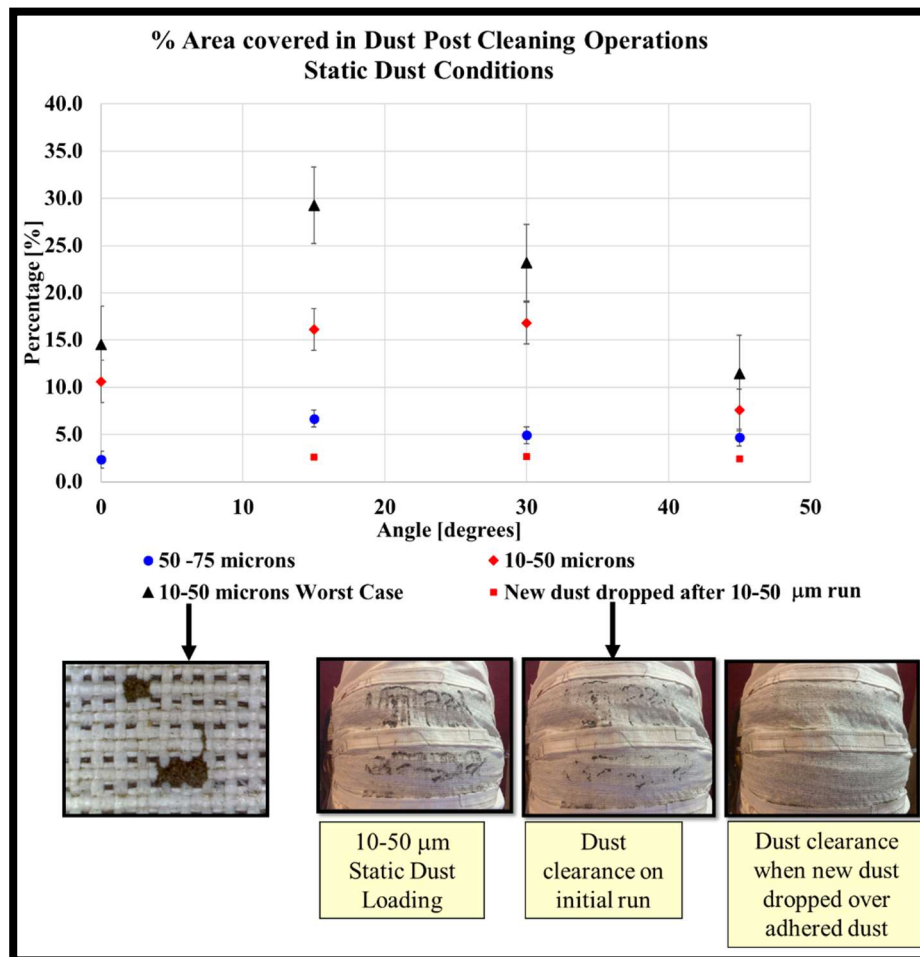 % Area covered in Dust Post Cleaning Operations
Static Dust Conditions
40.0
35.0
30.0
25.0
20.0
15.0
10.0
5.0
0.0
Percentage [%]
0 10 20 30 40 50
Angle [degrees]
50 -75 microns
10-50 microns
10-50 microns Worst Case
New dust dropped after 10-50 μm run
10-50 μm
Static Dust
Loading
Dust
clearance on
initial run
Dust clearance
when new dust
dropped over
adhered dust